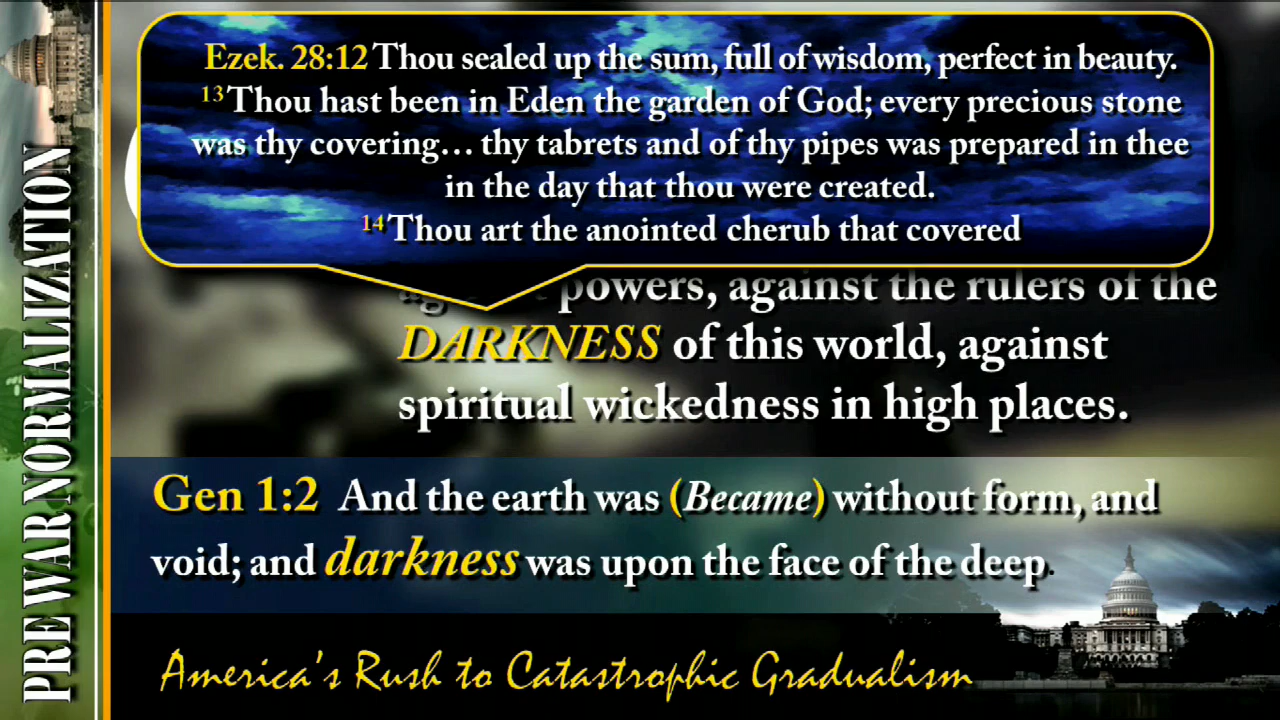 PRE WAR NORMALIZATION
Ezek. 28:12 Thou sealed up the sum, full of wisdom, perfect in beauty.
13 Thou hast been in Eden the garden of God; every precious stone
was thy covering… thy tabrets and of thy pipes was prepared in thee
in the day that thou were created.
14 Thou art the anointed cherub that covered
powers, against the rulers of the
DARKNESS of this world, against
spiritual wickedness in high places.
Gen 1:2 And the earth was (Became) without form, and
void; and darkness was upon the face of the deep.
America's Rush to Catastrophic Gradualism